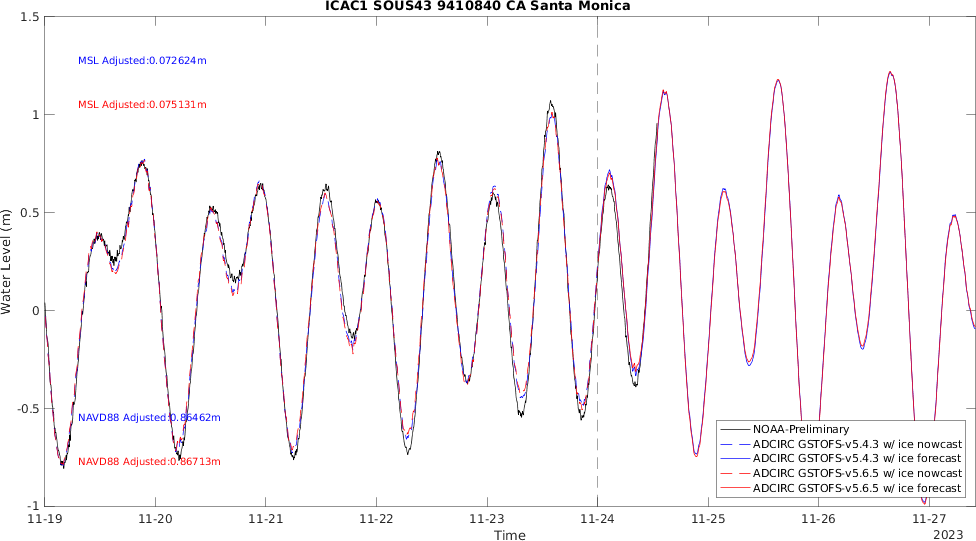 ICAC1 SOUS43 9410840 CA Santa Monica
1.5
1
0.5
0
-0.5
-1
Water Level (m)
MSL Adjusted:0.072624m
MSL Adjusted:0.075131m
NAVD88 Adjusted:0.86462m
NAVD88 Adjusted:0.86713m
NOAA-Preliminary
ADCIRC GSTOFS-v5.4.3 w/ ice nowcast
ADCIRC GSTOFS-v5.4.3 w/ ice forecast
ADCIRC GSTOFS-v5.6.5 w/ ice nowcast
ADCIRC GSTOFS-v5.6.5 w/ ice forecast
11-19 11-20 11-21 11-22 11-23 11-24 11-25 11-26 11-27
Time
2023